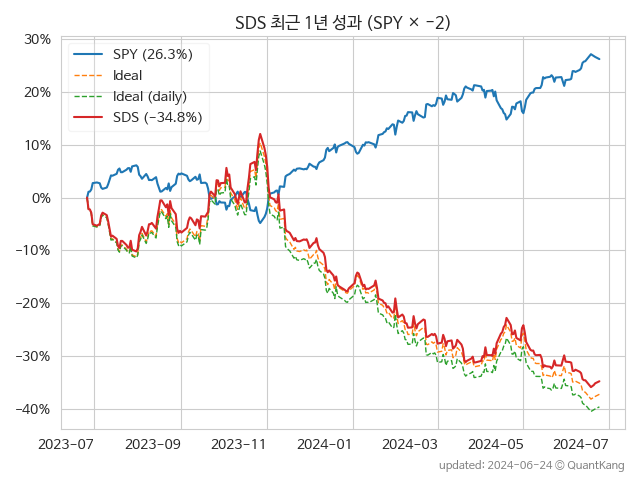 SDS 최근 1년 성과 (SPY × −2)
SPY (26.3%)
Ideal
Ideal (daily)
SDS (−34.8%)
30%
20%
10%
0%
−10%
−20%
−30%
−40%
2023-07 2023-09 2023-11 2024-01 2024-03 2024-05 2024-07
updated: 2024-06-24 © QuantKang